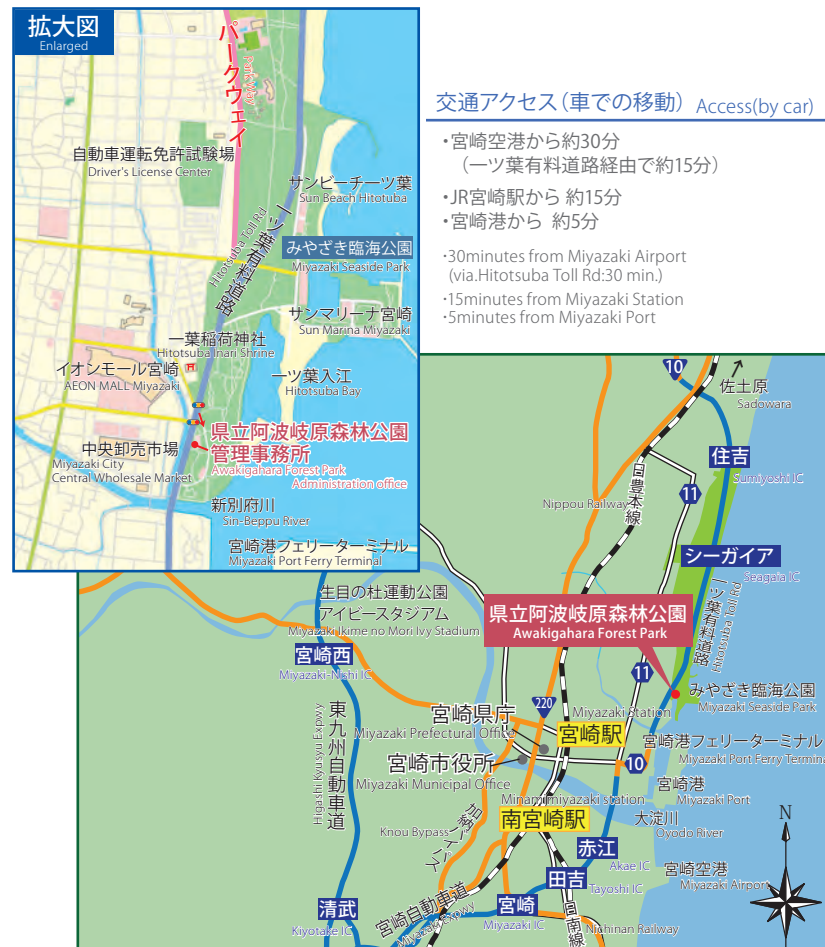 拡大図
Enlarged
パークウェイ
Park Way
自動車運転免許試験場
Driver's License Center
サンビーチ一ツ葉
Sun Beach Hitotuba
一ツ葉有料道路
Hitotsuba Toll Rd
みやざき臨海公園
Miyazaki Seaside Park
サンマリーナ宮崎
Sun Marina Miyazaki
一葉稲荷神社
Hitotsuba Inari Shrine
イオンモール宮崎
AEON MALL Miyazaki
一ツ葉入江
Hitotsuba Bay
県立阿波岐原森林公園
管理事務所
Awakigahara Forest Park
Administration office
中央卸売市場
Miyazaki City
Central Wholesale Market
新別府川
Sin-Beppu River
宮崎港フェリーターミナル
Miyazaki Port Ferry Terminal
交通アクセス(車での移動) Access(by car)
・宮崎空港から約30分
(一ツ葉有料道路経由で約15分)
・JR宮崎駅から 約15分
・宮崎港から 約5分
・30minutes from Miyazaki Airport
(via.Hitotsuba Toll Rd:30 min.)
・15minutes from Miyazaki Station
・5minutes from Miyazaki Port
10
佐土原
Sadowara
住吉
Sumiyoshi IC
11
日豊本線
Nippou Railway
シーガイア
Seagaia IC
一ツ葉有料道路
Hitotsuba Toll Rd
生目の杜運動公園
アイビースタジアム
Miyazaki Ikime no Mori Ivy Stadium
県立阿波岐原森林公園
Awakigahara Forest Park
宮崎西
Miyazaki-Nishi IC
11
みやざき臨海公園
Miyazaki Seaside Park
東九州自動車道
Higashi Kyusyu Expwy
220
宮崎県庁
Miyazaki Prefectural Office
Miyazaki Station
宮崎駅
宮崎港フェリーターミナル
Miyazaki Port Ferry Termina
宮崎市役所
Miyazaki Municipal Office
10
宮崎港
Miyazaki Port
Minamimiyazaki station
南宮崎駅
大淀川
Oyodo River
加納バイパス
Knou Bypass
赤江
Akae IC
宮崎空港
Miyazaki Airport
田吉
Tayoshi IC
N
清武
Kiyotake IC
宮崎自動車道
Miyazaki Expwy
宮崎
Miyazaki IC
日南線
Nichinan Railway